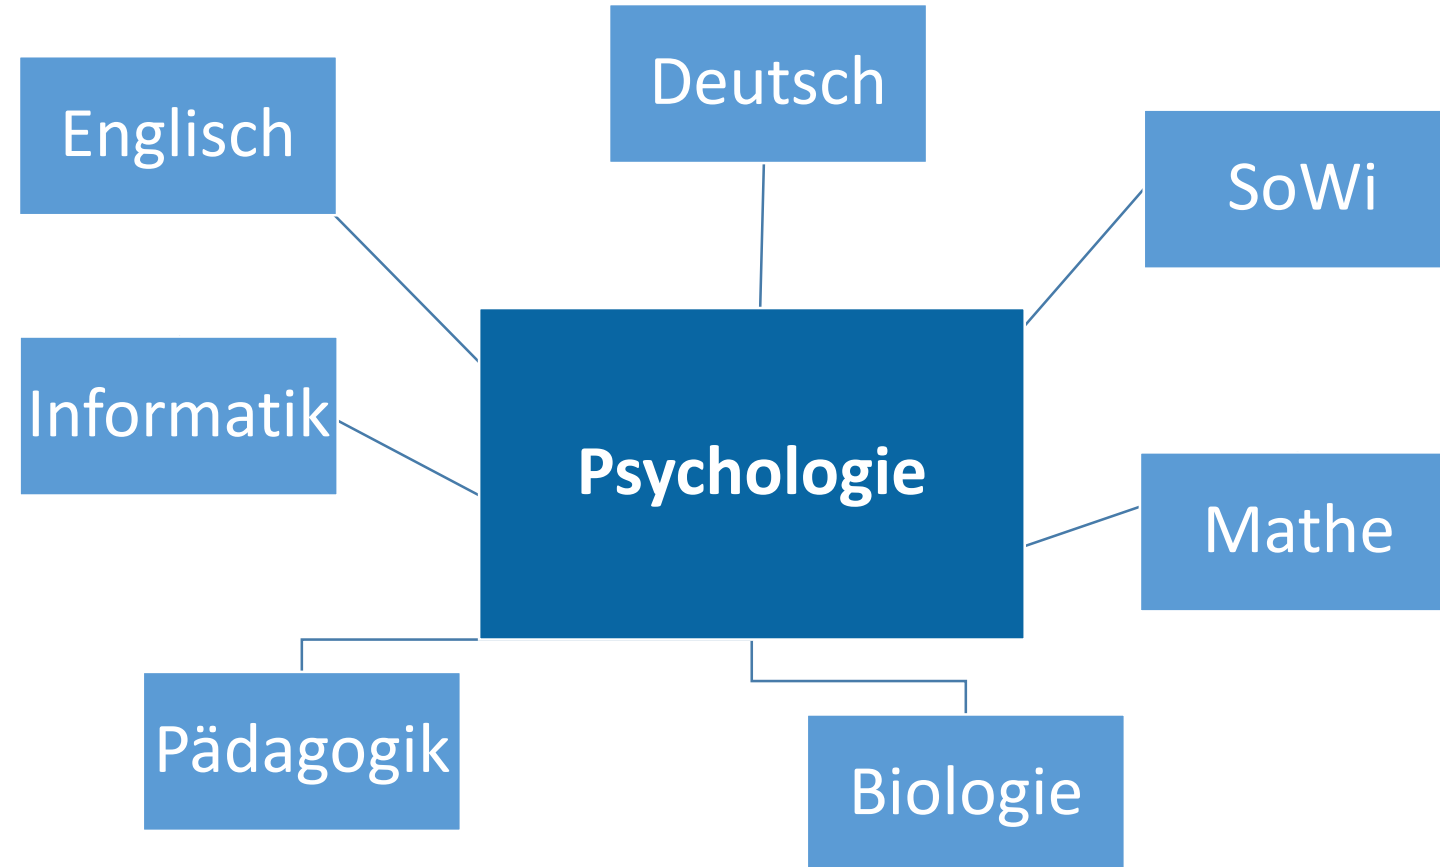 Deutsch
Englisch
SoWi
Informatik
Psychologie
Mathe
Pädagogik
Biologie